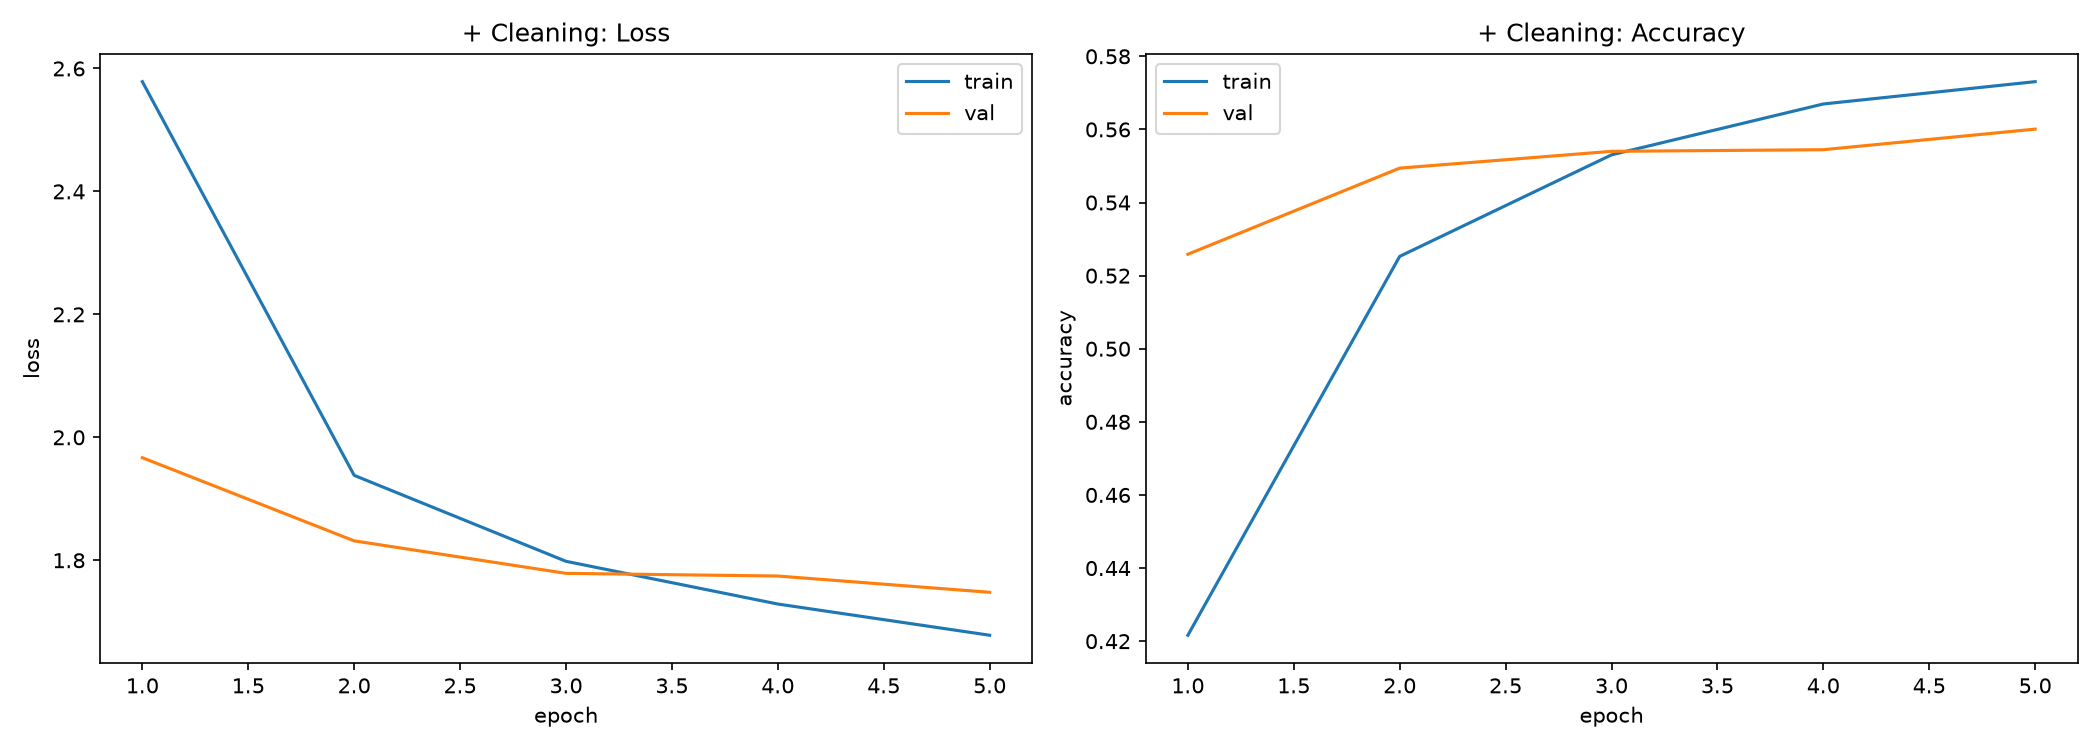 + Cleaning: Loss
train
val
2.6
2.4
2.2
2.0
1.8
loss
1.0 1.5 2.0 2.5 3.0 3.5 4.0 4.5 5.0
epoch
+ Cleaning: Accuracy
train
val
0.58
0.56
0.54
0.52
0.50
0.48
0.46
0.44
0.42
accuracy
1.0 1.5 2.0 2.5 3.0 3.5 4.0 4.5 5.0
epoch